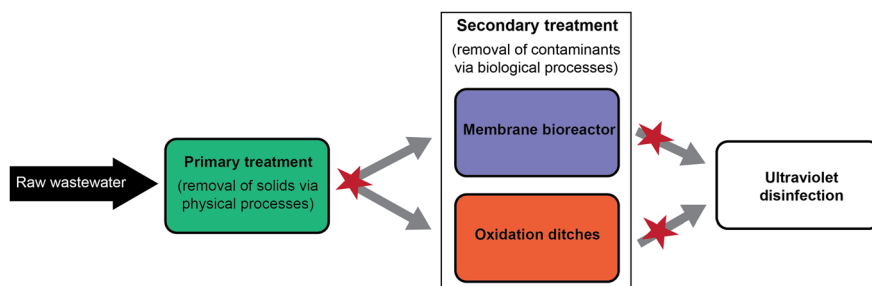 Raw wastewater
Primary treatment
(removal of solids via
physical processes)
Secondary treatment
(removal of contaminants
via biological processes)
Membrane bioreactor
Oxidation ditches
Ultraviolet
disinfection